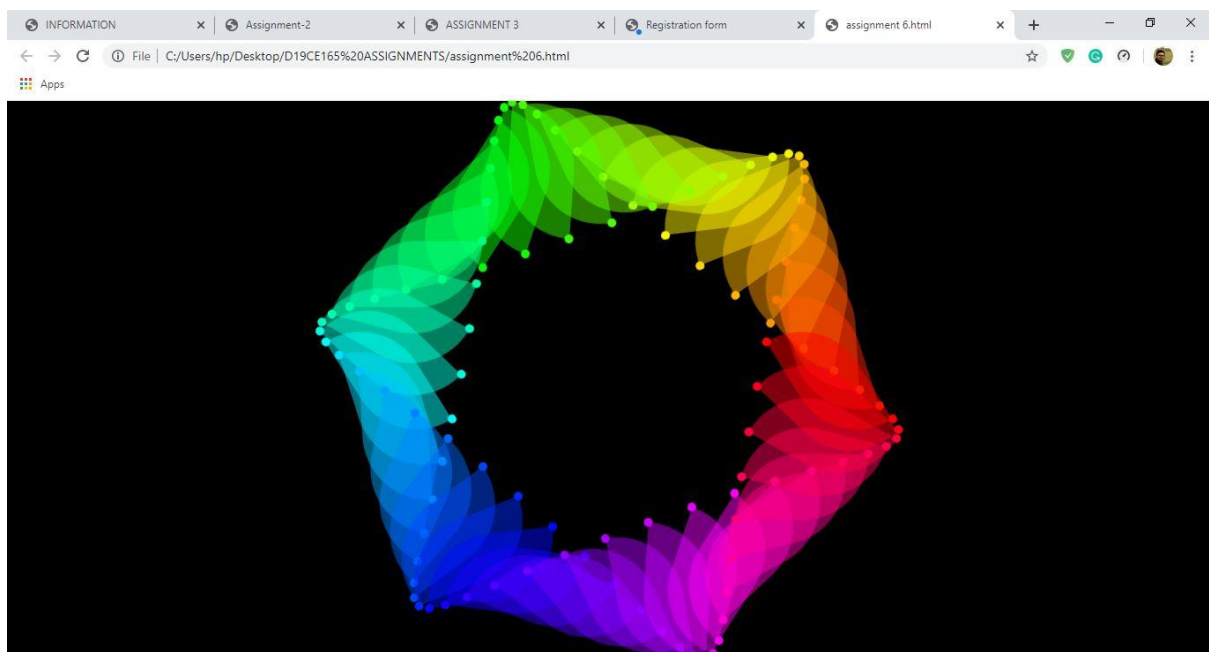 INFORMATION
Assignment-2
ASSIGNMENT 3
Registration form
assignment 6.html
File | C:/Users/hp/Desktop/D19CE165%20ASSIGNMENTS/assignment%206.html
Apps